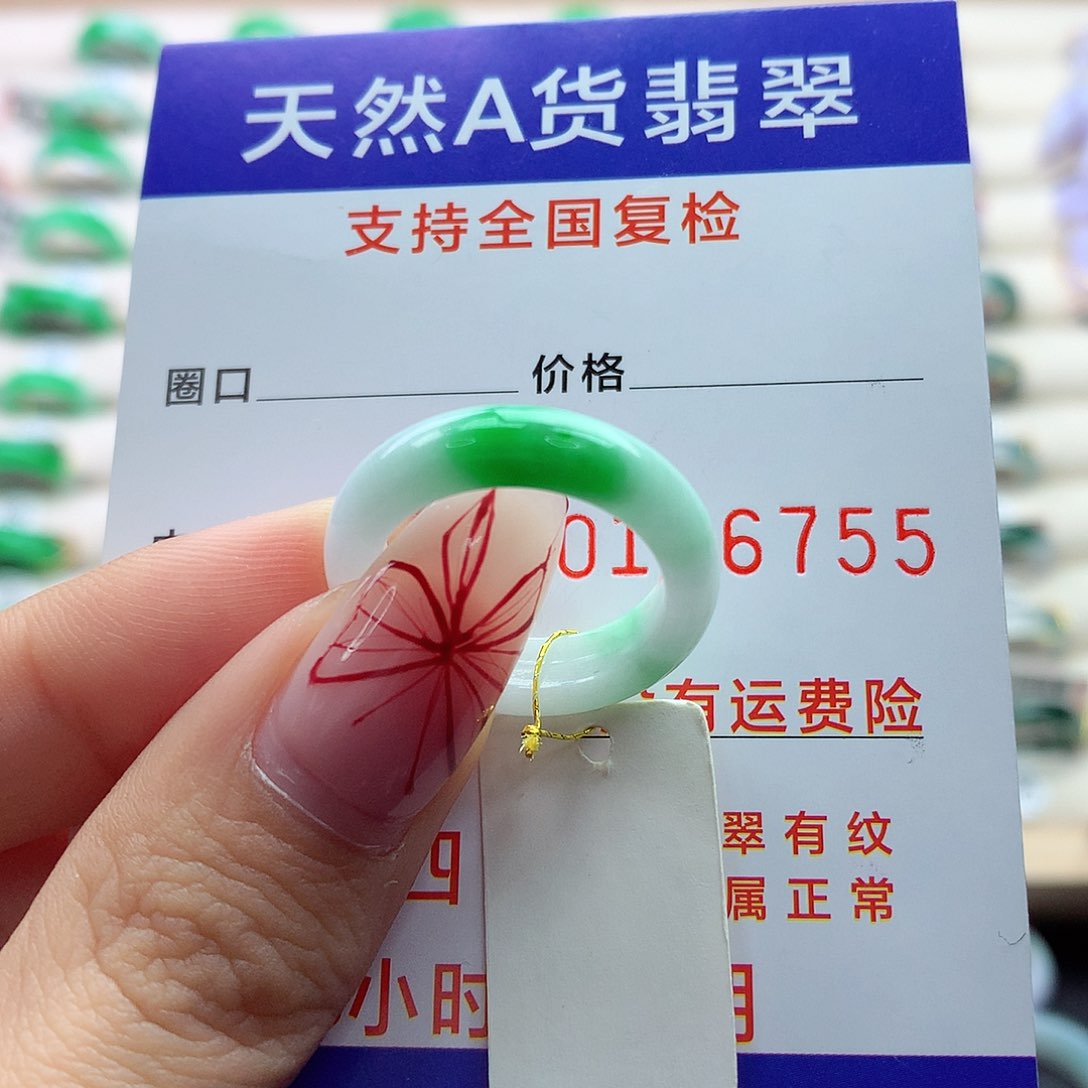 天然A货翡翠
支持全国复检
圈口 价格
01 6755
有运费险
四 翠有纹
属正常
小时